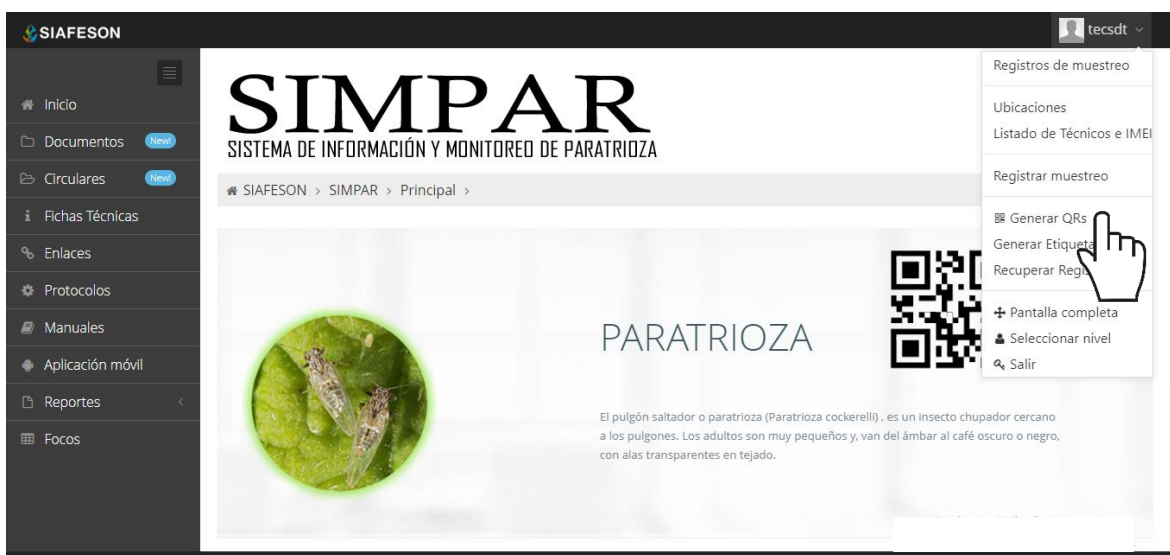 SIAFESON
tecsdt
Inicio
Documentos New!
Circulares New!
Fichas Técnicas
Enlaces
Protocolos
Manuales
Aplicación móvil
Reportes
Focos
SIMPAR
SISTEMA DE INFORMACIÓN Y MONITOREO DE PARATRIOZA
SIAFESON > SIMPAR > Principal >
PARATRIOZA
El pulgón saltador o paratrioza (Paratrioza cockerelli) , es un insecto chupador cercano
a los pulgones. Los adultos son muy pequeños y, van del ámbar al café oscuro o negro,
con alas transparentes en tejado.
Registros de muestreo
Ubicaciones
Listado de Técnicos e IMEI
Registrar muestreo
Generar QRs
Generar Etiqueta
Recuperar
Pantalla completa
Seleccionar nivel
Salir